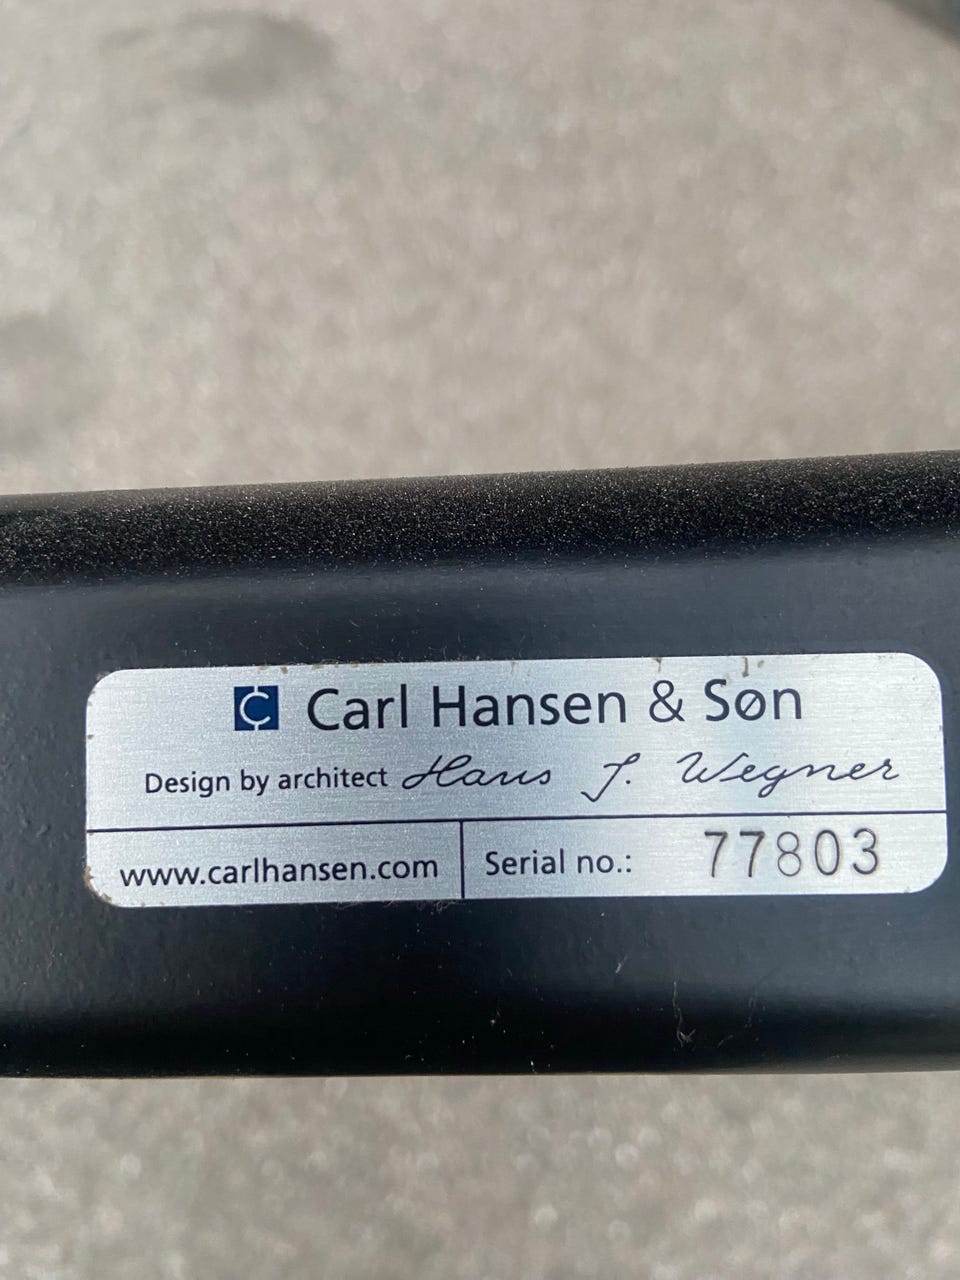 Carl Hansen & Søn
Design by architect Hans J. Wegner
www.carlhansen.com
Serial no.: 77803